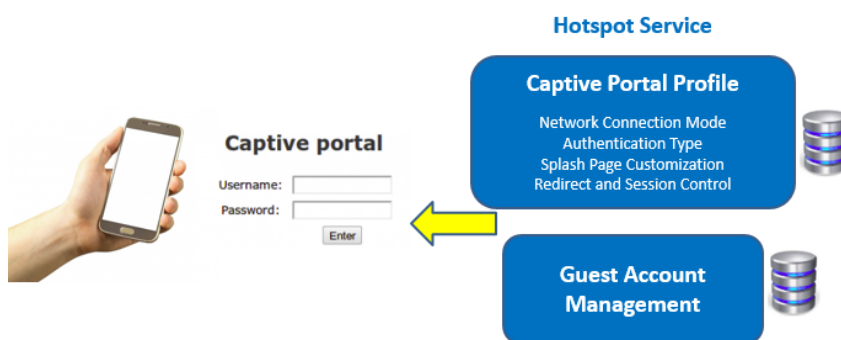 Hotspot Service
Captive Portal Profile
Network Connection Mode
Authentication Type
Splash Page Customization
Redirect and Session Control
Captive portal
Username:
Password:
Enter
Guest Account
Management